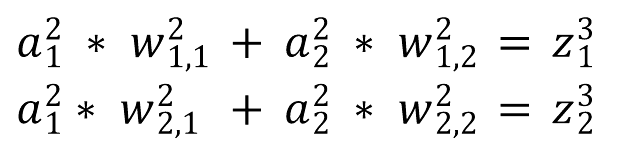 $a_1^2 * w_{1,1}^2 + a_2^2 * w_{1,2}^2 = z_1^3$
$a_1^2 * w_{2,1}^2 + a_2^2 * w_{2,2}^2 = z_2^3$